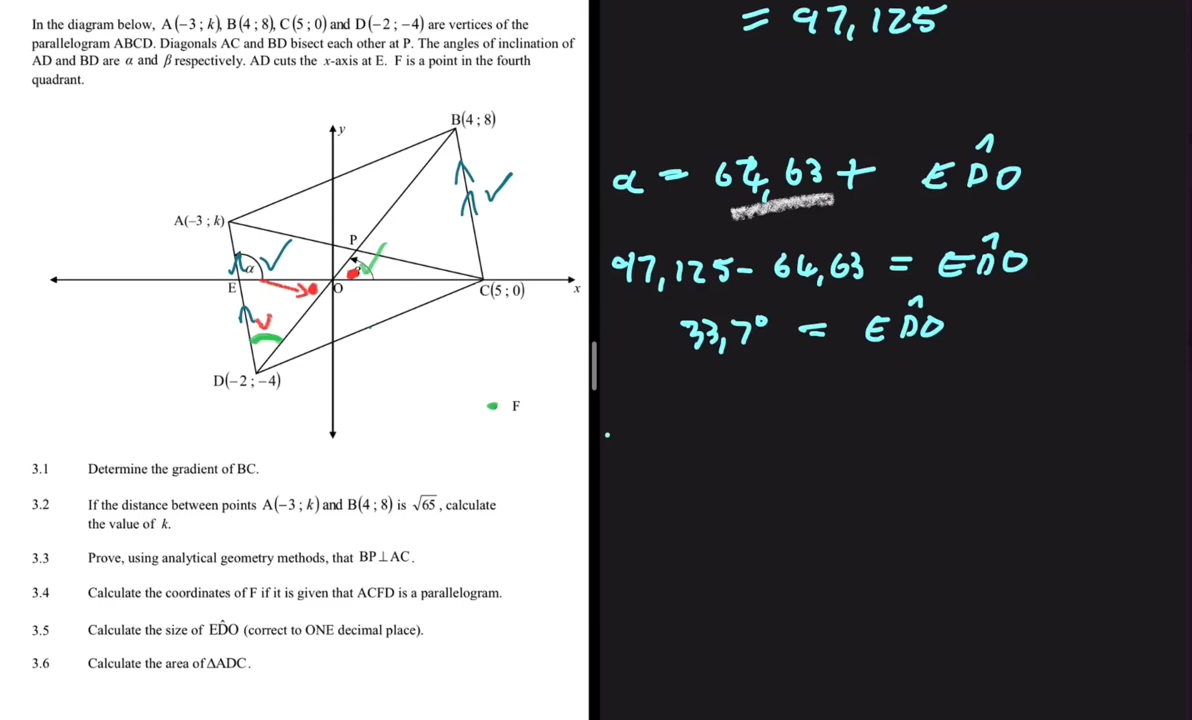 In the diagram below, A(−3 ; k), B(4 ; 8), C(5 ; 0) and D(−2 ; −4) are vertices of the
parallelogram ABCD. Diagonals AC and BD bisect each other at P. The angles of inclination of
AD and BD are α and β respectively. AD cuts the x-axis at E. F is a point in the fourth
quadrant.
B(4 ; 8)
y
A(−3 ; k)
P
α
E
O
C(5 ; 0)
x
D(−2 ; −4)
F
3.1 Determine the gradient of BC.
3.2 If the distance between points A(−3 ; k) and B(4 ; 8) is √65, calculate
the value of k.
3.3 Prove, using analytical geometry methods, that BP ⊥ AC.
3.4 Calculate the coordinates of F if it is given that ACFD is a parallelogram.
3.5 Calculate the size of ED̂O (correct to ONE decimal place).
3.6 Calculate the area of ΔADC.
= 97,125
α = 64,63 + ED̂O
97,125 − 64,63 = ED̂O
33,7° = ED̂O